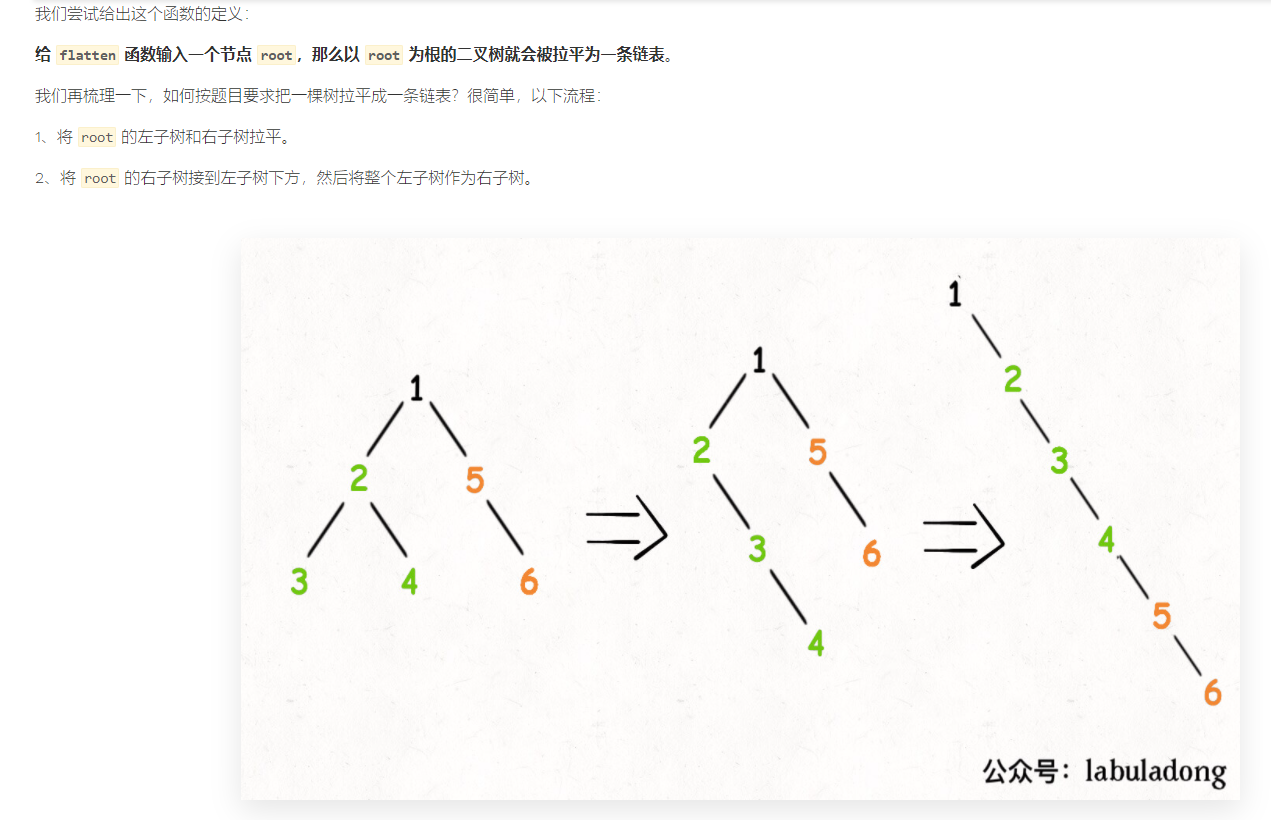 我们尝试给出这个函数的定义：
给 flatten 函数输入一个节点 root，那么以 root 为根的二叉树就会被拉平为一条链表。
我们再梳理一下，如何按题目要求把一棵树拉平成一条链表？很简单，以下流程：
1、将 root 的左子树和右子树拉平。
2、将 root 的右子树接到左子树下方，然后将整个左子树作为右子树。
1
2 5
3 4 6
1
2 5
3 6
4
1
2
3
4
5
6
公众号：labuladong